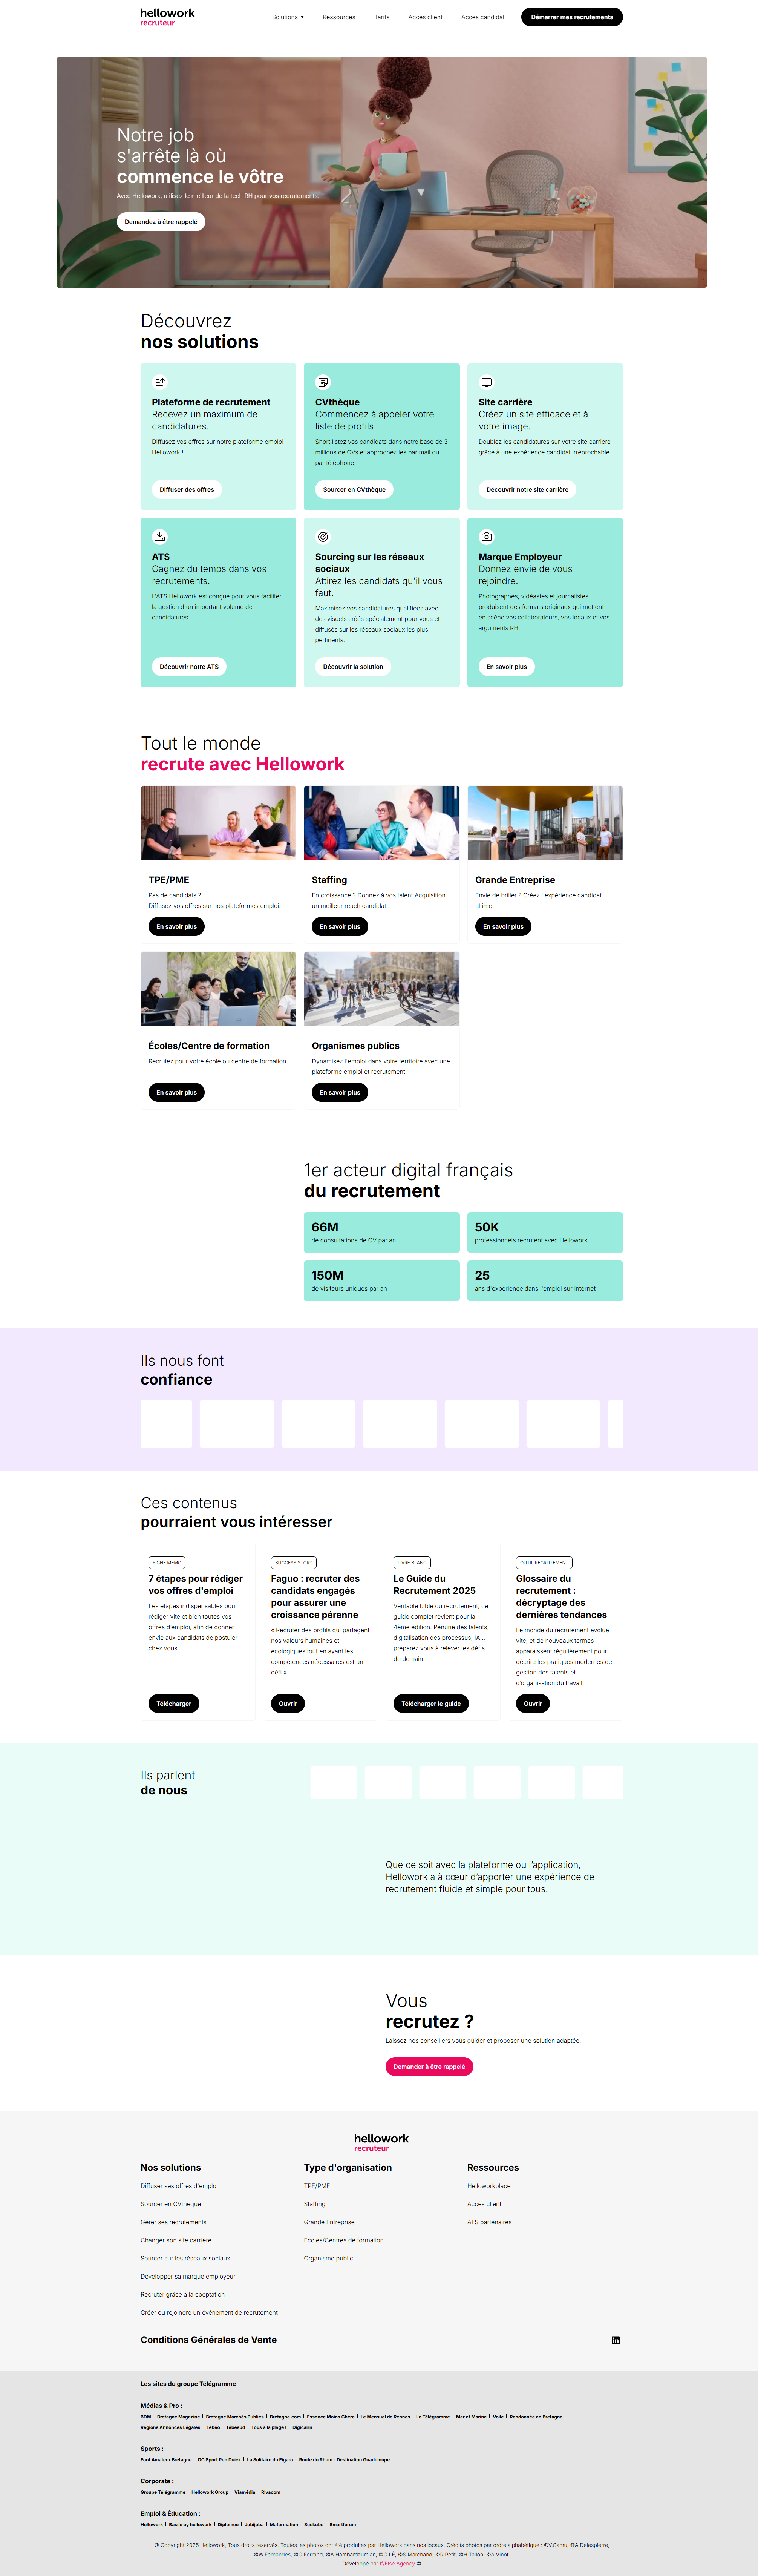 hellowork
recruteur
Solutions
Ressources
Tarifs
Accès client
Accès candidat
Démarrer mes recrutements
Notre job
s'arrête là où
commence le vôtre
Avec Hellowork, utilisez le meilleur de la tech RH pour vos recrutements.
Demandez à être rappelé
Découvrez
nos solutions
Plateforme de recrutement
Recevez un maximum de
candidatures.
Diffusez vos offres sur notre plateforme emploi
Hellowork !
Diffuser des offres
CVthèque
Commencez à appeler votre
liste de profils.
Short listez vos candidats dans notre base de 3
millions de CVs et approchez les par mail ou
par téléphone.
Sourcer en CVthèque
Site carrière
Créez un site efficace et à
votre image.
Doublez les candidatures sur votre site carrière
grâce à une expérience candidat irréprochable.
Découvrir notre site carrière
ATS
Gagnez du temps dans vos
recrutements.
L'ATS Hellowork est conçue pour vous faciliter
la gestion d'un important volume de
candidatures.
Découvrir notre ATS
Sourcing sur les réseaux
sociaux
Attirez les candidats qu'il vous
faut.
Maximisez vos candidatures qualifiées avec
des visuels créés spécialement pour vous et
diffusés sur les réseaux sociaux les plus
pertinents.
Découvrir la solution
Marque Employeur
Donnez envie de vous
rejoindre.
Photographes, vidéastes et journalistes
produisent des formats originaux qui mettent
en scène vos collaborateurs, vos locaux et vos
arguments RH.
En savoir plus
Tout le monde
recrute avec Hellowork
TPE/PME
Pas de candidats ?
Diffusez vos offres sur nos plateformes emploi.
En savoir plus
Staffing
En croissance ? Donnez à vos talent Acquisition
un meilleur reach candidat.
En savoir plus
Grande Entreprise
Envie de briller ? Créez l'expérience candidat
ultime.
En savoir plus
Écoles/Centre de formation
Recrutez pour votre école ou centre de formation.
En savoir plus
Organismes publics
Dynamisez l'emploi dans votre territoire avec une
plateforme emploi et recrutement.
En savoir plus
1er acteur digital français
du recrutement
66M
de consultations de CV par an
50K
professionnels recrutent avec Hellowork
150M
de visiteurs uniques par an
25
ans d'expérience dans l'emploi sur Internet
Ils nous font
confiance
Ces contenus
pourraient vous intéresser
FICHE MÉMO
7 étapes pour rédiger
vos offres d'emploi
Les étapes indispensables pour
rédiger vite et bien toutes vos
offres d'emploi, afin de donner
envie aux candidats de postuler
chez vous.
Télécharger
SUCCESS STORY
Faguo : recruter des
candidats engagés
pour assurer une
croissance pérenne
« Recruter des profils qui partagent
nos valeurs humaines et
écologiques tout en ayant les
compétences nécessaires est un
défi.»
Ouvrir
LIVRE BLANC
Le Guide du
Recrutement 2025
Véritable bible du recrutement, ce
guide complet revient pour la
4ème édition. Pénurie des talents,
digitalisation des processus, IA...
préparez vous à relever les défis
de demain.
Télécharger le guide
OUTIL RECRUTEMENT
Glossaire du
recrutement :
décryptage des
dernières tendances
Le monde du recrutement évolue
vite, et de nouveaux termes
apparaissent régulièrement pour
décrire les pratiques modernes de
gestion des talents et
d'organisation du travail.
Ouvrir
Ils parlent
de nous
Que ce soit avec la plateforme ou l'application,
Hellowork a à cœur d'apporter une expérience de
recrutement fluide et simple pour tous.
Vous
recrutez ?
Laissez nos conseillers vous guider et proposer une solution adaptée.
Demander à être rappelé
hellowork
recruteur
Nos solutions
Diffuser ses offres d'emploi
Sourcer en CVthèque
Gérer ses recrutements
Changer son site carrière
Sourcer sur les réseaux sociaux
Développer sa marque employeur
Recruter grâce à la cooptation
Créer ou rejoindre un événement de recrutement
Type d'organisation
TPE/PME
Staffing
Grande Entreprise
Écoles/Centres de formation
Organisme public
Ressources
Helloworkplace
Accès client
ATS partenaires
Conditions Générales de Vente
Les sites du groupe Télégramme
Médias & Pro :
BDM | Bretagne Magazine | Bretagne Marchés Publics | Bretagne.com | Essence Moins Chère | Le Mensuel de Rennes | Le Télégramme | Mer et Marine | Voile | Randonnée en Bretagne |
Régions Annonces Légales | Tébéo | Tébésud | Tous à la plage ! | Digicairn
Sports :
Foot Amateur Bretagne | OC Sport Pen Duick | La Solitaire du Figaro | Route du Rhum - Destination Guadeloupe
Corporate :
Groupe Télégramme | Hellowork Group | Viamédia | Rivacom
Emploi & Éducation :
Hellowork | Basile by hellowork | Diplomeo | Jobijoba | Maformation | Seekube | Smartforum
© Copyright 2025 Hellowork, Tous droits réservés. Toutes les photos ont été produites par Hellowork dans nos locaux. Crédits photos par ordre alphabétique : ©V.Camu, ©A.Delespierre,
©W.Fernandes, ©C.Ferrand, ©A.Hambardzumian, ©C.LÉ, ©S.Marchand, ©R.Petit, ©H.Tallon, ©A.Vinot.
Développé par If/Else Agency ©